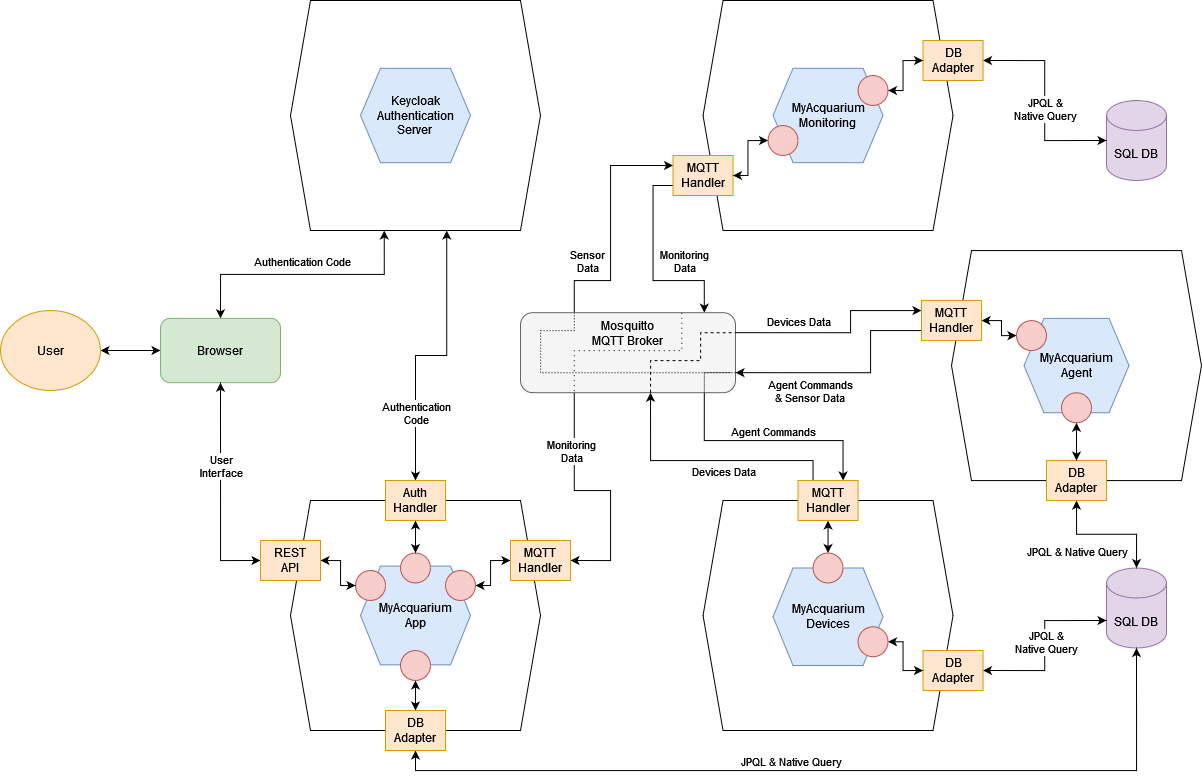 Keycloak
Authentication
Server
MyAcquarium
Monitoring
DB
Adapter
JPQL &
Native Query
SQL DB
MQTT
Handler
Authentication Code
Sensor
Data
Monitoring
Data
User
Browser
Mosquitto
MQTT Broker
Devices Data
MQTT
Handler
MyAcquarium
Agent
Agent Commands
& Sensor Data
Authentication
Code
Agent Commands
Devices Data
Monitoring
Data
User
Interface
DB
Adapter
Auth
Handler
MQTT
Handler
REST
API
MQTT
Handler
JPQL & Native Query
MyAcquarium
App
MyAcquarium
Devices
SQL DB
JPQL &
Native Query
DB
Adapter
DB
Adapter
JPQL & Native Query